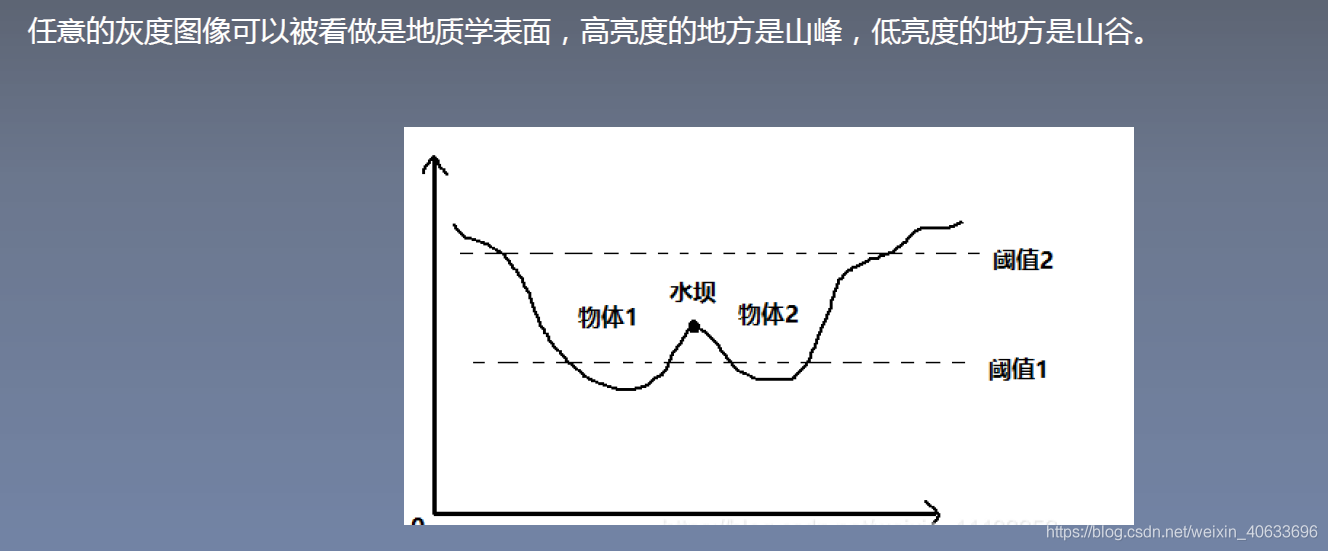 任意的灰度图像可以被看做是地质学表面，高亮度的地方是山峰，低亮度的地方是山谷。
阈值2
水坝
物体1
物体2
阈值1
0
https://blog.csdn.net/weixin_40633696